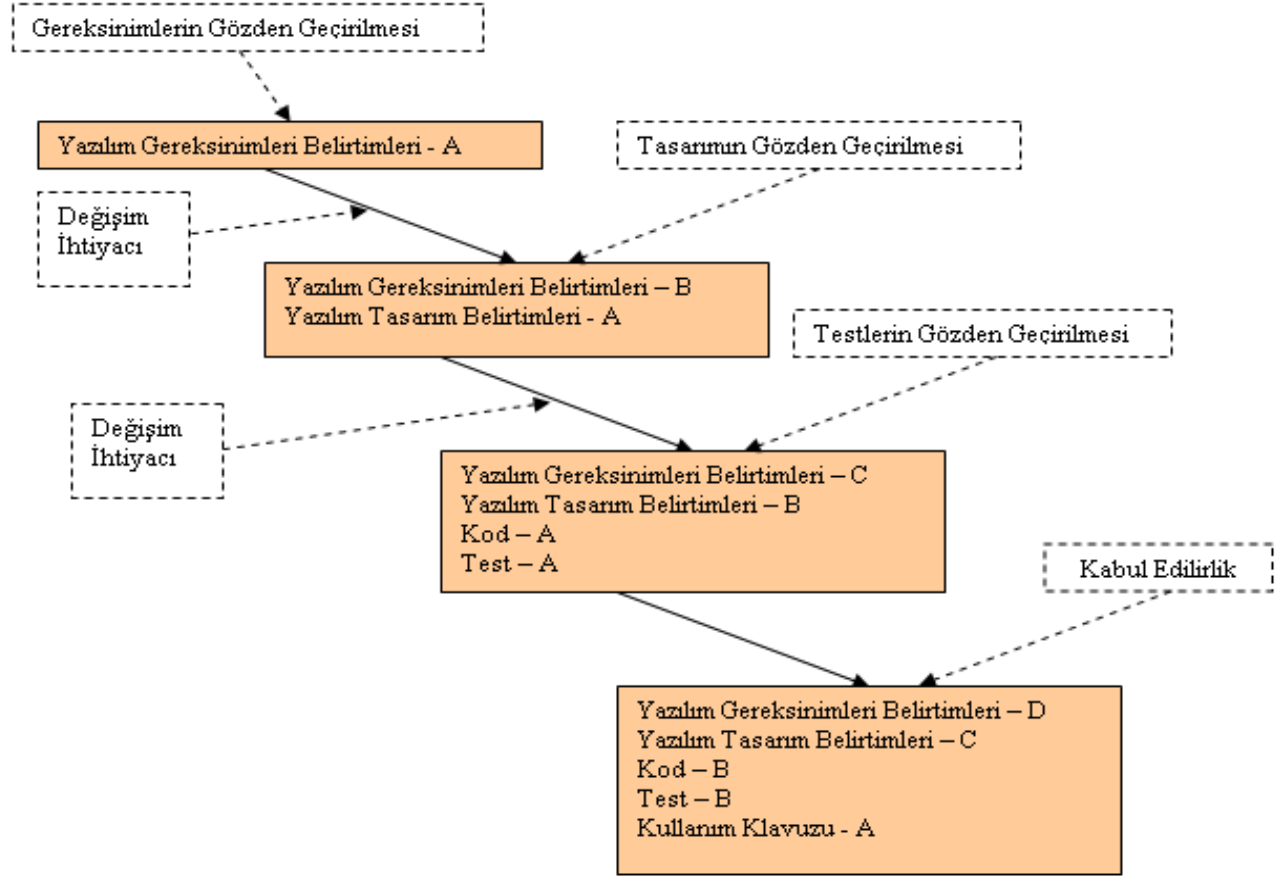 Gereksinimlerin Gözden Geçirilmesi
Yazılım Gereksinimleri Belirtimleri - A
Tasarımın Gözden Geçirilmesi
Değişim
İhtiyacı
Yazılım Gereksinimleri Belirtimleri – B
Yazılım Tasarım Belirtimleri - A
Testlerin Gözden Geçirilmesi
Değişim
İhtiyacı
Yazılım Gereksinimleri Belirtimleri – C
Yazılım Tasarım Belirtimleri – B
Kod – A
Test – A
Kabul Edilirlik
Yazılım Gereksinimleri Belirtimleri – D
Yazılım Tasarım Belirtimleri – C
Kod – B
Test – B
Kullanım Klavuzu - A